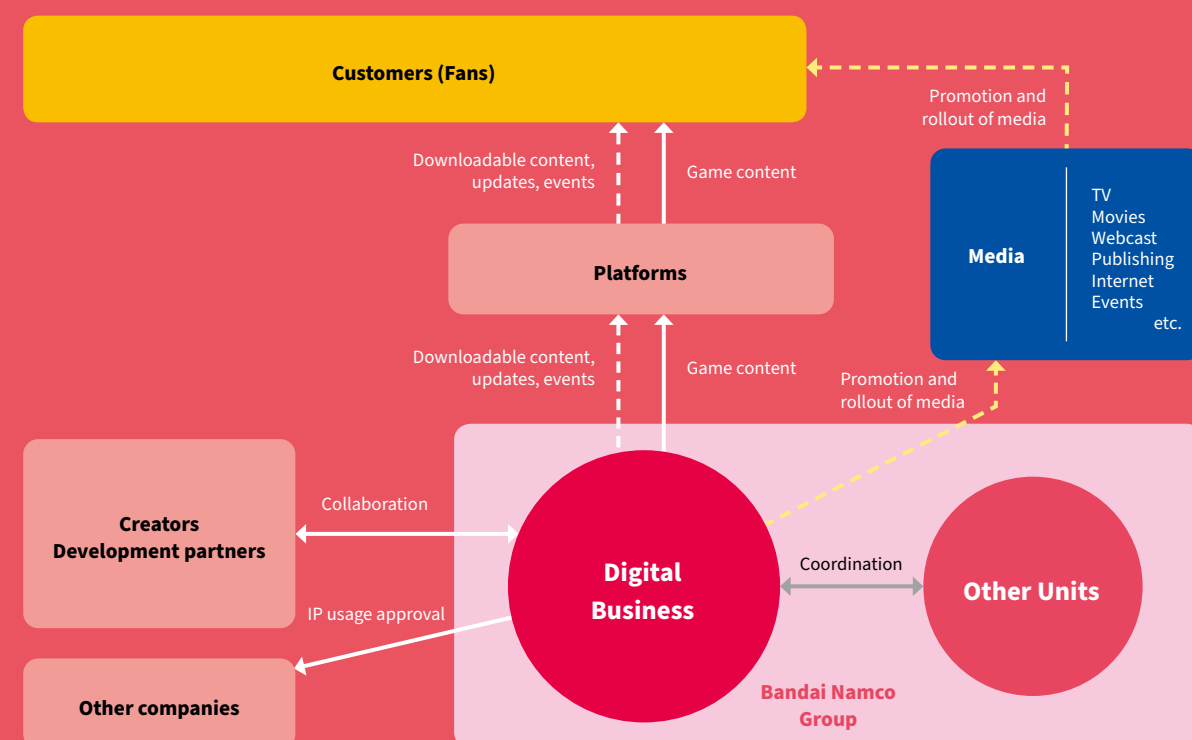 Customers (Fans)
Promotion and
rollout of media
Downloadable content,
updates, events
Game content
Platforms
Media
TV
Movies
Webcast
Publishing
Internet
Events
etc.
Downloadable content,
updates, events
Game content
Promotion and
rollout of media
Creators
Development partners
Collaboration
Digital
Business
Coordination
Other Units
IP usage approval
Other companies
Bandai Namco
Group